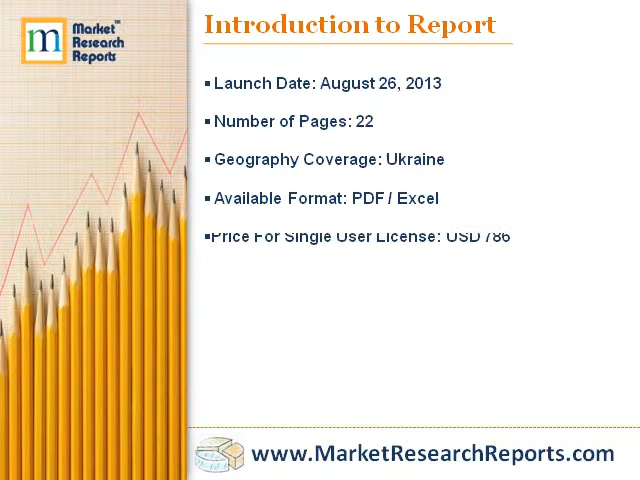 m Market™
Research
Reports
Introduction to Report
▪ Launch Date: August 26, 2013
▪ Number of Pages: 22
▪ Geography Coverage: Ukraine
▪ Available Format: PDF / Excel
▪Price For Single User License: USD 786
www.MarketResearchReports.com